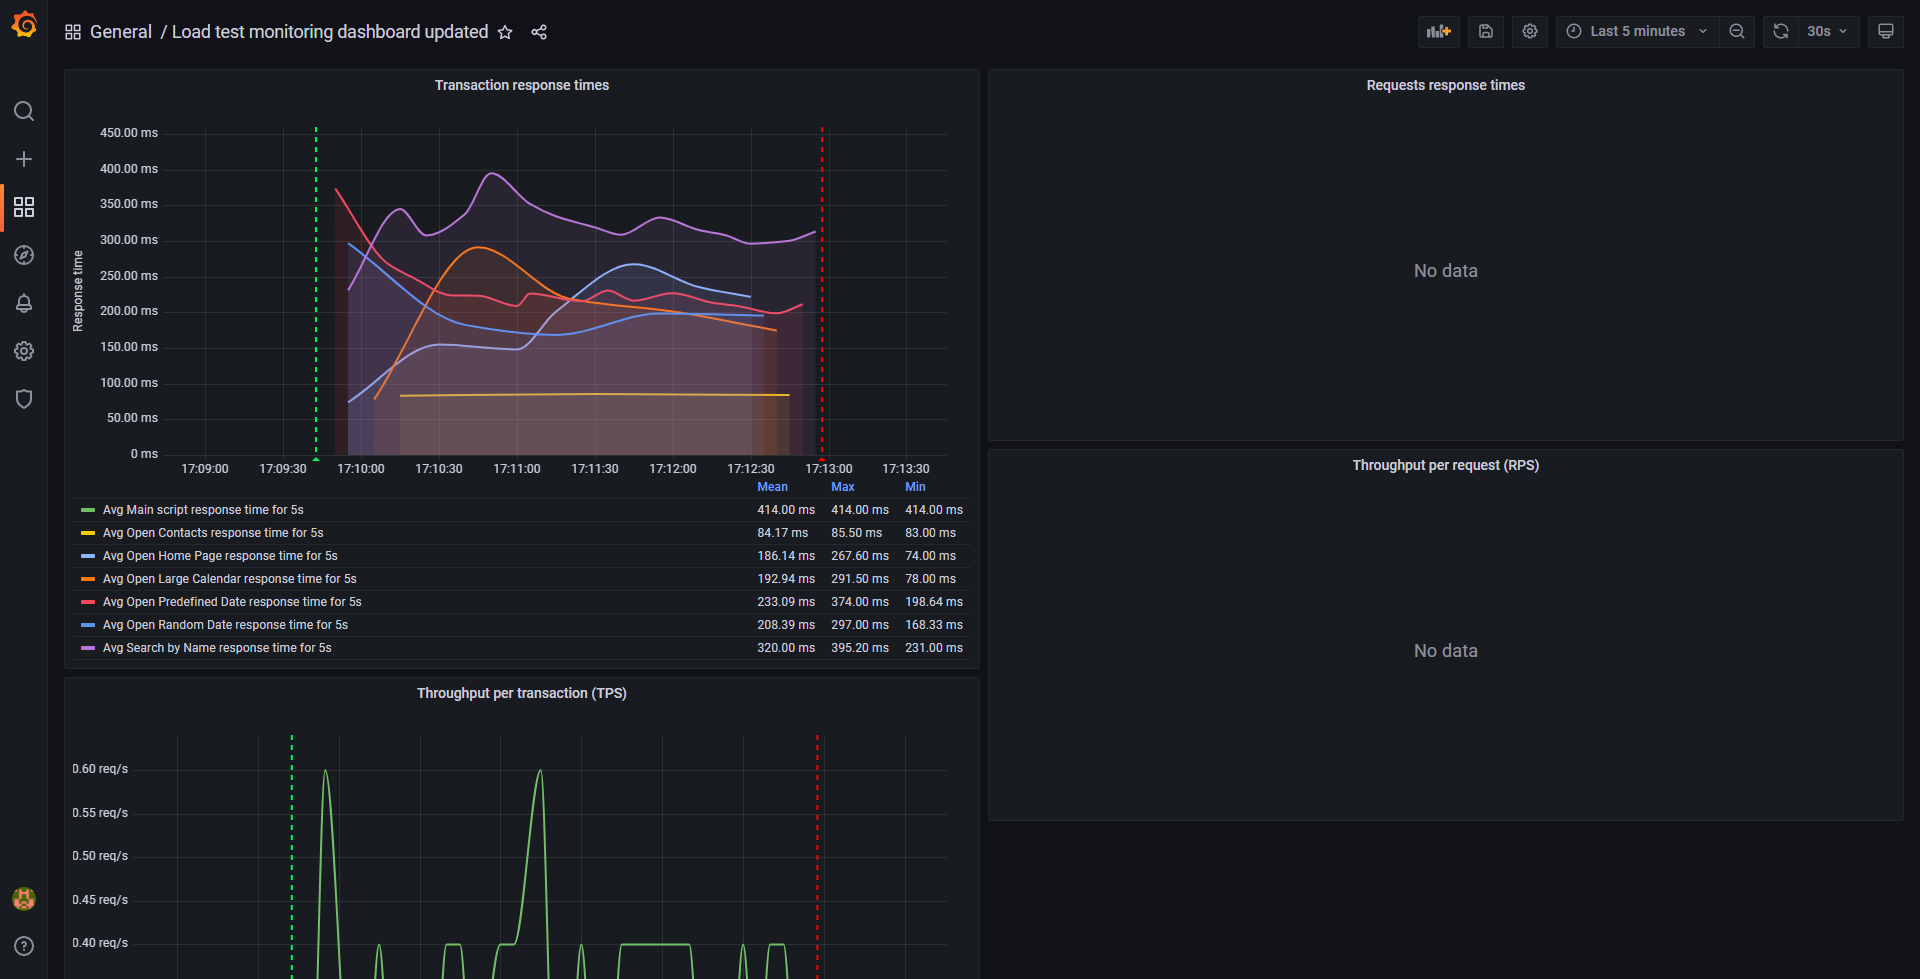 General / Load test monitoring dashboard updated
Last 5 minutes
30s
Transaction response times
450.00 ms
400.00 ms
350.00 ms
300.00 ms
250.00 ms
200.00 ms
150.00 ms
100.00 ms
50.00 ms
0 ms
Response time
17:09:00 17:09:30 17:10:00 17:10:30 17:11:00 17:11:30 17:12:00 17:12:30 17:13:00 17:13:30
Mean Max Min
Avg Main script response time for 5s 414.00 ms 414.00 ms 414.00 ms
Avg Open Contacts response time for 5s 84.17 ms 85.50 ms 83.00 ms
Avg Open Home Page response time for 5s 186.14 ms 267.60 ms 74.00 ms
Avg Open Large Calendar response time for 5s 192.94 ms 291.50 ms 78.00 ms
Avg Open Predefined Date response time for 5s 233.09 ms 374.00 ms 198.64 ms
Avg Open Random Date response time for 5s 208.39 ms 297.00 ms 168.33 ms
Avg Search by Name response time for 5s 320.00 ms 395.20 ms 231.00 ms
Throughput per transaction (TPS)
0.60 req/s
0.55 req/s
0.50 req/s
0.45 req/s
0.40 req/s
Requests response times
No data
Throughput per request (RPS)
No data